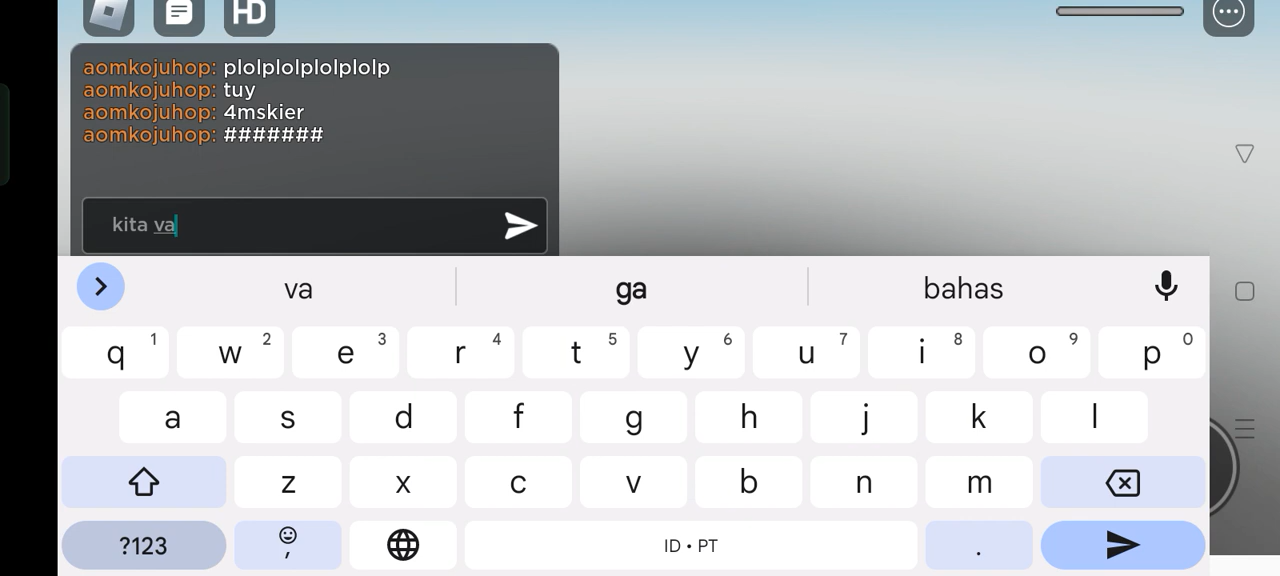 HD
aomkojuhop: plolplolplolplolp
aomkojuhop: tuy
aomkojuhop: 4mskier
aomkojuhop: #######
kita va
va ga bahas
q 1 w 2 e 3 r 4 t 5 y 6 u 7 i 8 o 9 p 0
a s d f g h j k l
z x c v b n m
?123 , ID • PT .